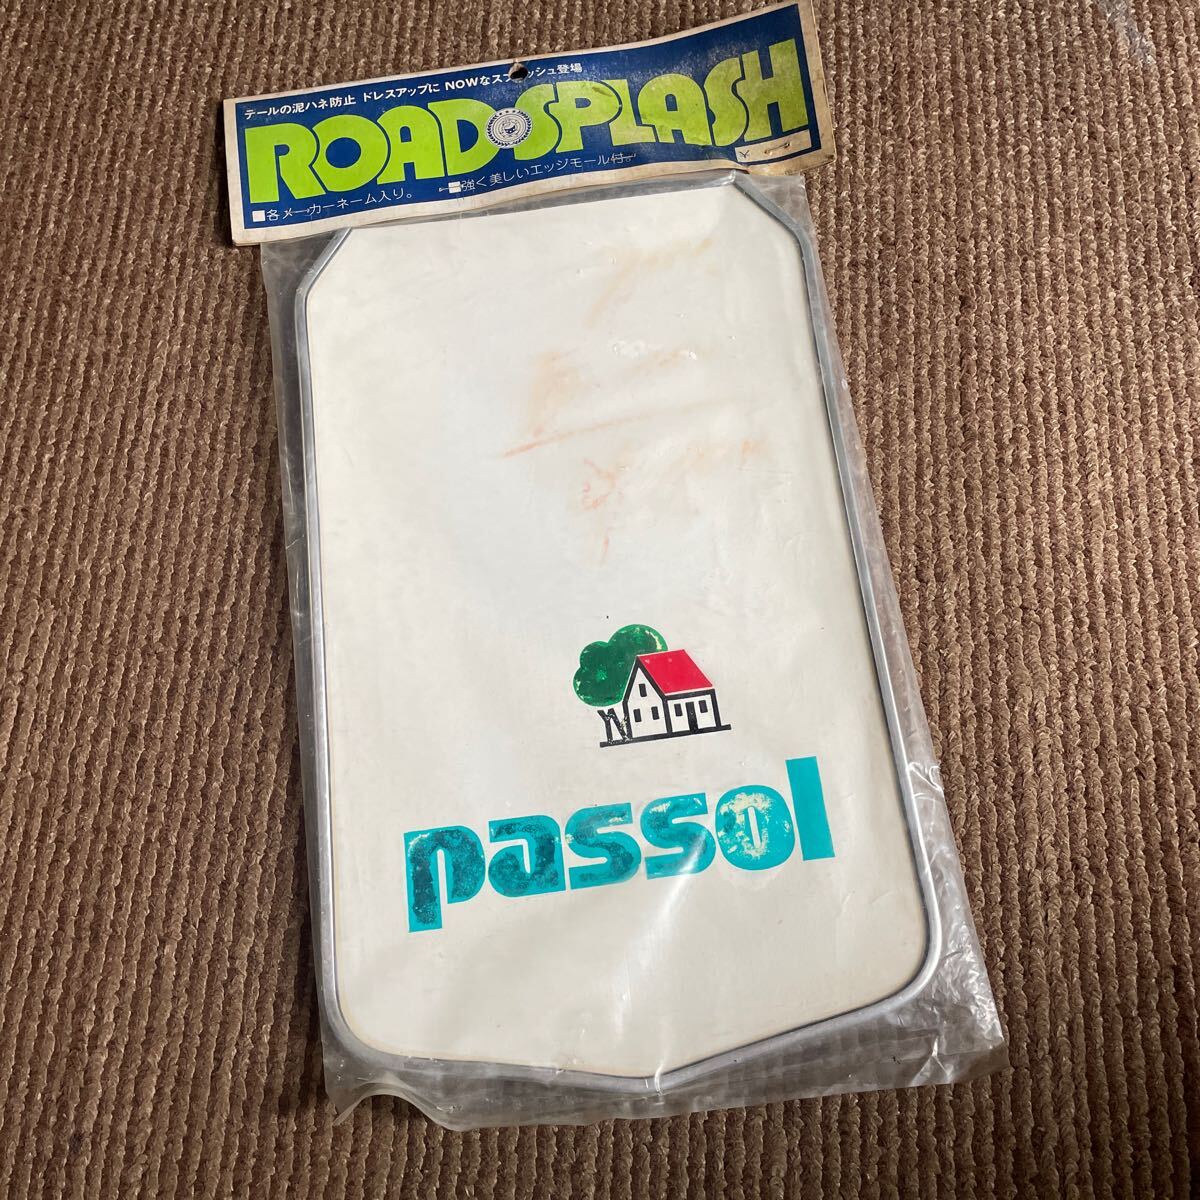 テールの泥ハネ防止 ドレスアップに NOWなスプラッシュ登場
ROAD SPLASH
■各メーカーネーム入り。 ■強く美しいエッジモール付。
passol